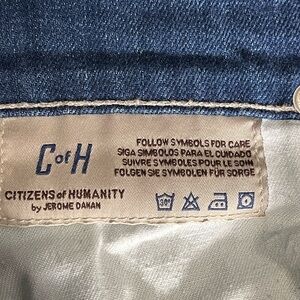 C of H
CITIZENS of HUMANITY
by JEROME DAHAN
FOLLOW SYMBOLS FOR CARE
SIGA SIMBOLOS PARA EL CUIDADO
SUIVRE SYMBOLES POUR LE SOIN
FOLGEN SIE SYMBOLEN FÜR SORGE
30°